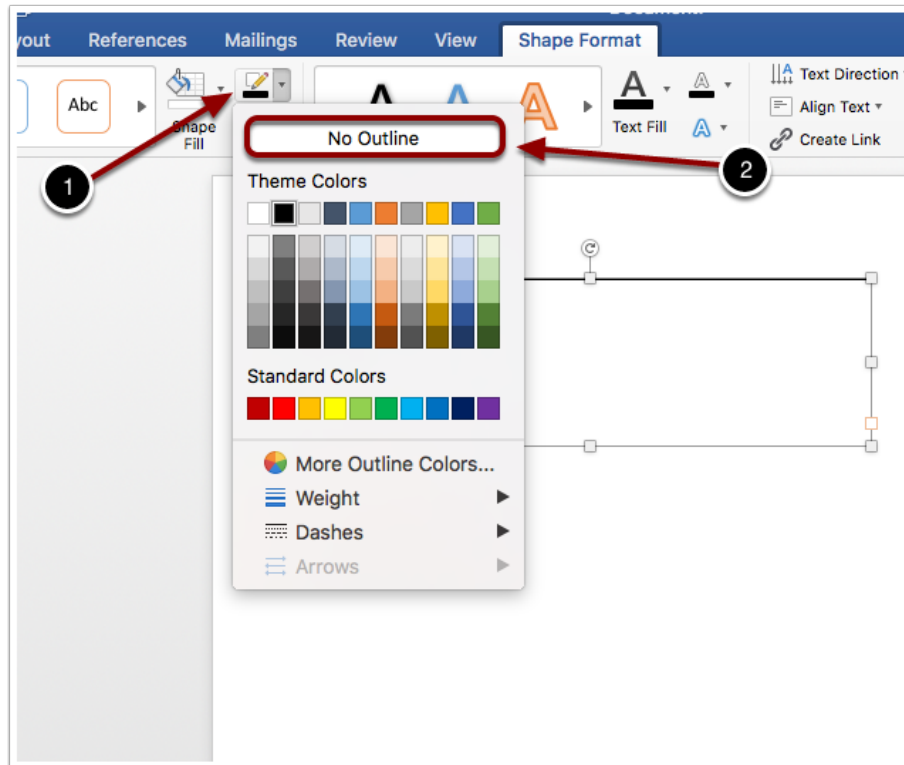 yout References Mailings Review View Shape Format
Abc
Shape
Fill
A A A
A
Text Fill
A
A
Text Direction
Align Text
Create Link
No Outline
1
2
Theme Colors
Standard Colors
More Outline Colors...
Weight
Dashes
Arrows